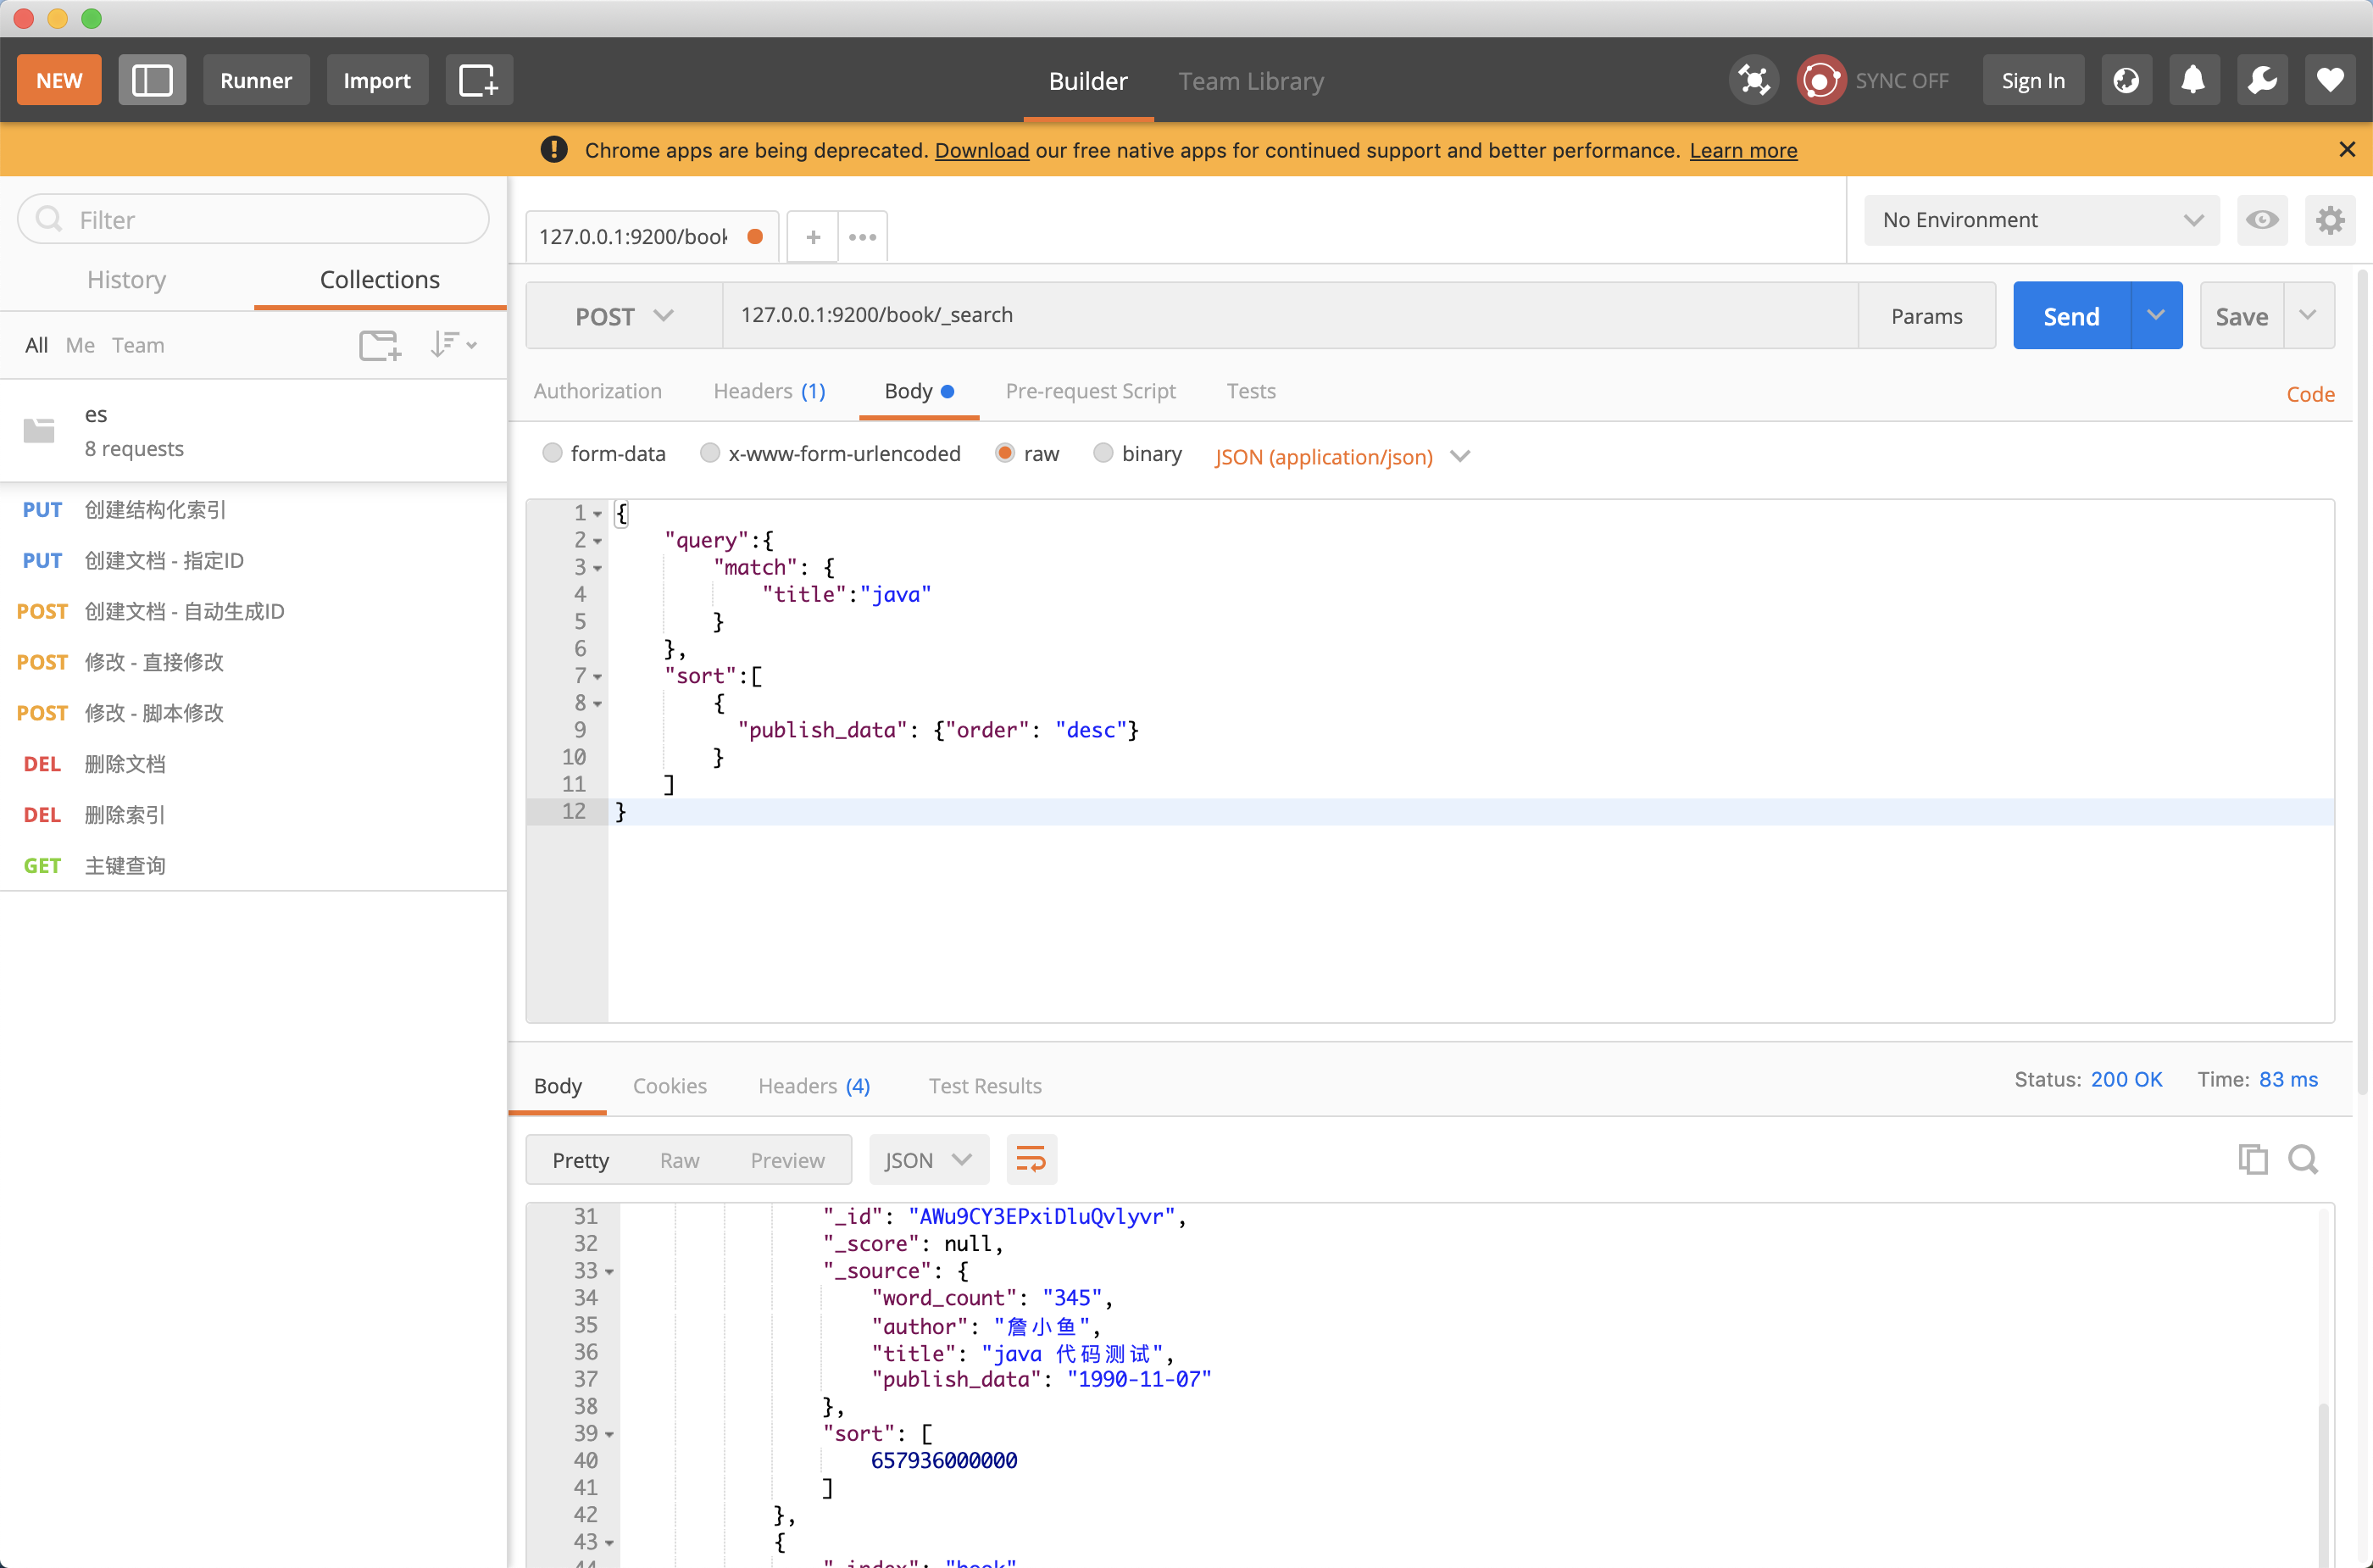 NEW
Runner
Import
Builder
Team Library
SYNC OFF
Sign In
Chrome apps are being deprecated. Download our free native apps for continued support and better performance. Learn more
Filter
History
Collections
All Me Team
es
8 requests
PUT 创建结构化索引
PUT 创建文档 - 指定ID
POST 创建文档 - 自动生成ID
POST 修改 - 直接修改
POST 修改 - 脚本修改
DEL 删除文档
DEL 删除索引
GET 主键查询
127.0.0.1:9200/book
+
No Environment
POST
127.0.0.1:9200/book/_search
Params
Send
Save
Authorization
Headers (1)
Body
Pre-request Script
Tests
Code
form-data
x-www-form-urlencoded
raw
binary
JSON (application/json)
1 {
2 "query":{
3 "match": {
4 "title":"java"
5 }
6 },
7 "sort":[
8 {
9 "publish_data": {"order": "desc"}
10 }
11 ]
12 }
Body
Cookies
Headers (4)
Test Results
Status: 200 OK
Time: 83 ms
Pretty
Raw
Preview
JSON
31 "_id": "AWu9CY3EPxiDluQvlyvr",
32 "_score": null,
33 "_source": {
34 "word_count": "345",
35 "author": "詹小鱼",
36 "title": "java 代码测试",
37 "publish_data": "1990-11-07"
38 },
39 "sort": [
40 657936000000
41 ]
42 },
43 {
44 "_index": "book",